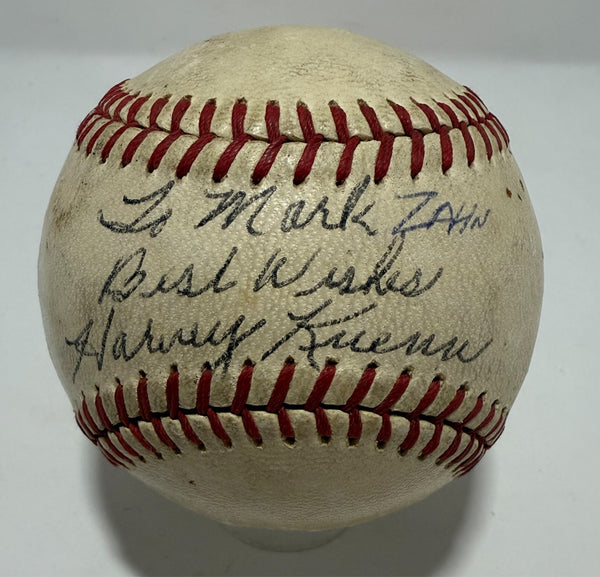 To Mark ZAHN
Best Wishes
Harvey Kuenn